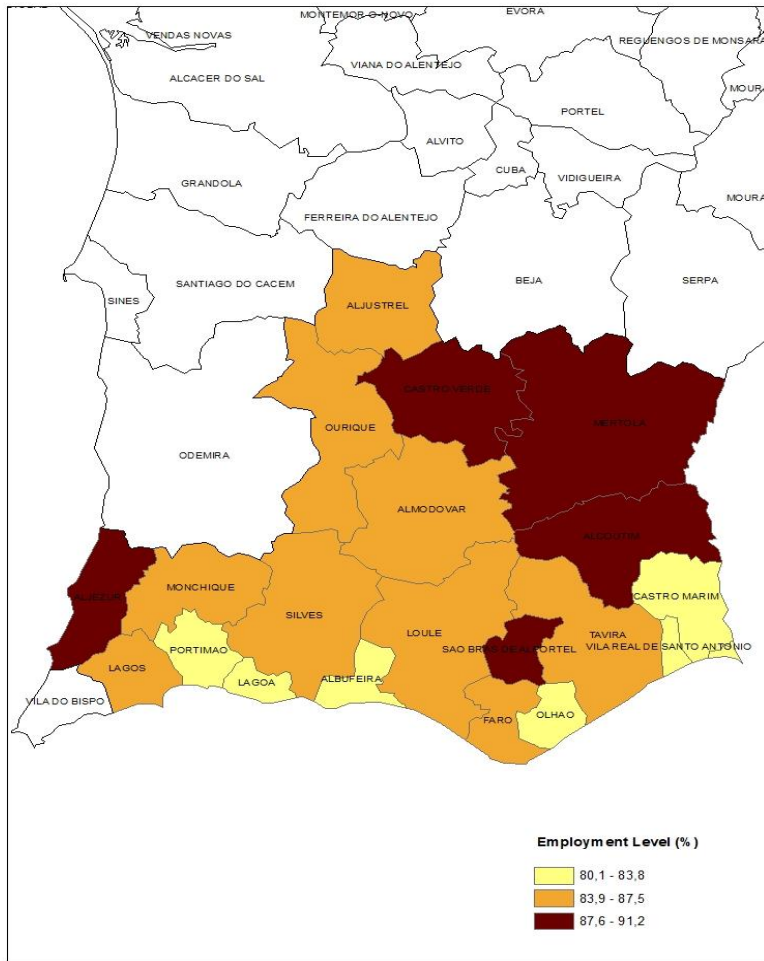 MONTEMOR-O-NOVO
EVORA
VENDAS NOVAS
REGUENGOS DE MONSARA
VIANA DO ALENTEJO
ALCACER DO SAL
MOURA
PORTEL
ALVITO
CUBA
VIDIGUEIRA
GRANDOLA
MOURA
FERREIRA DO ALENTEJO
SANTIAGO DO CACEM
BEJA
SERPA
SINES
ALJUSTREL
CASTRO VERDE
MERTOLA
OURIQUE
ODEMIRA
ALMODOVAR
ALCOUTIM
MONCHIQUE
ALJEZUR
CASTRO MARIM
SILVES
LOULE
TAVIRA
SAO BRAS DE ALPORTEL
VILA REAL DE SANTO ANTONIO
PORTIMAO
LAGOS
LAGOA
ALBUFEIRA
VILA DO BISPO
FARO
OLHAO
Employment Level (%)
80,1 - 83,8
83,9 - 87,5
87,6 - 91,2